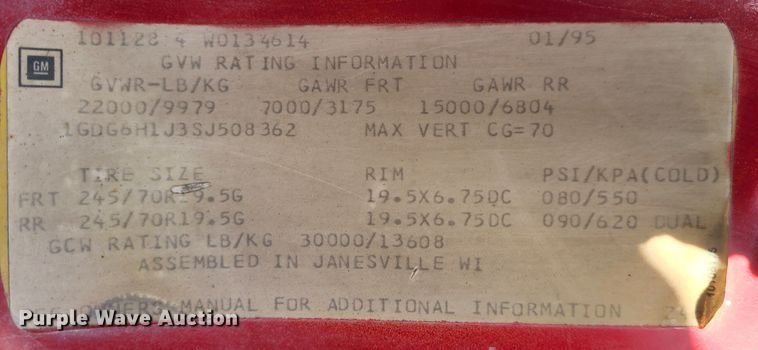 101128 4 W0134614 01/95
GM
GVW RATING INFORMATION
GVWR-LB/KG GAWR FRT GAWR RR
22000/9979 7000/3175 15000/6804
1GDG6H1J3SJ508362 MAX VERT CG=70
TIRE SIZE RIM PSI/KPA(COLD)
FRT 245/70R19.5G 19.5X6.75DC 080/550
RR 245/70R19.5G 19.5X6.75DC 090/620 DUAL
GCW RATING LB/KG 30000/13608
ASSEMBLED IN JANESVILLE WI
OWNERS MANUAL FOR ADDITIONAL INFORMATION
Purple Wave Auction